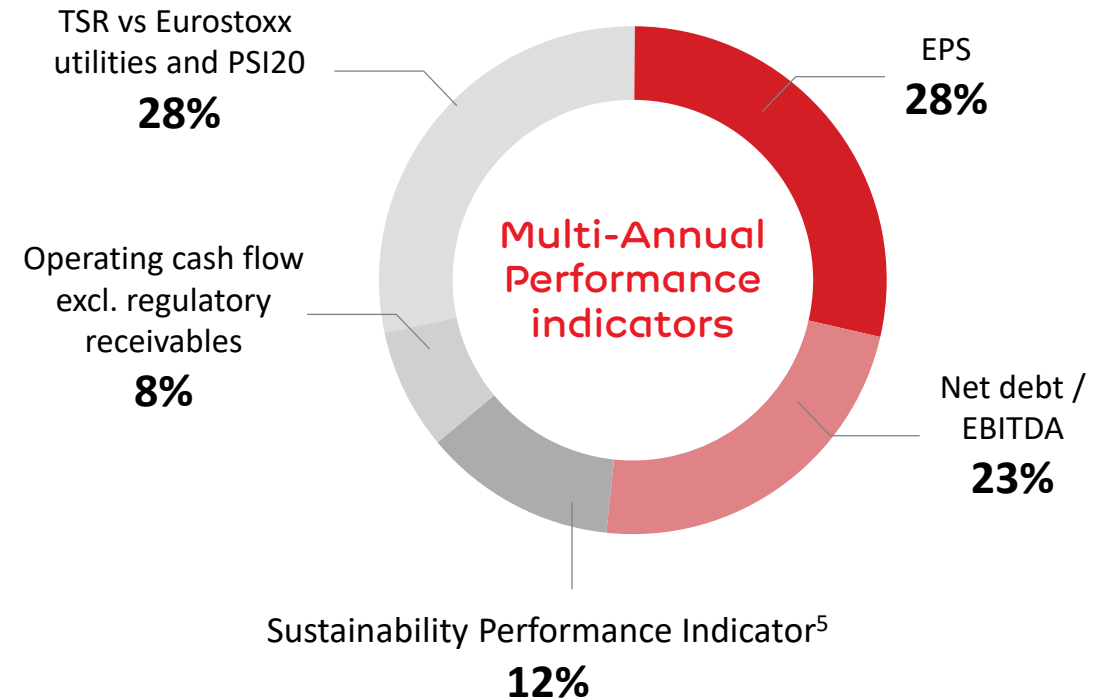 TSR vs Eurostoxx
utilities and PSI20
28%
EPS
28%
Multi-Annual
Performance
indicators
Operating cash flow
excl. regulatory
receivables
8%
Net debt /
EBITDA
23%
Sustainability Performance Indicator⁵
12%